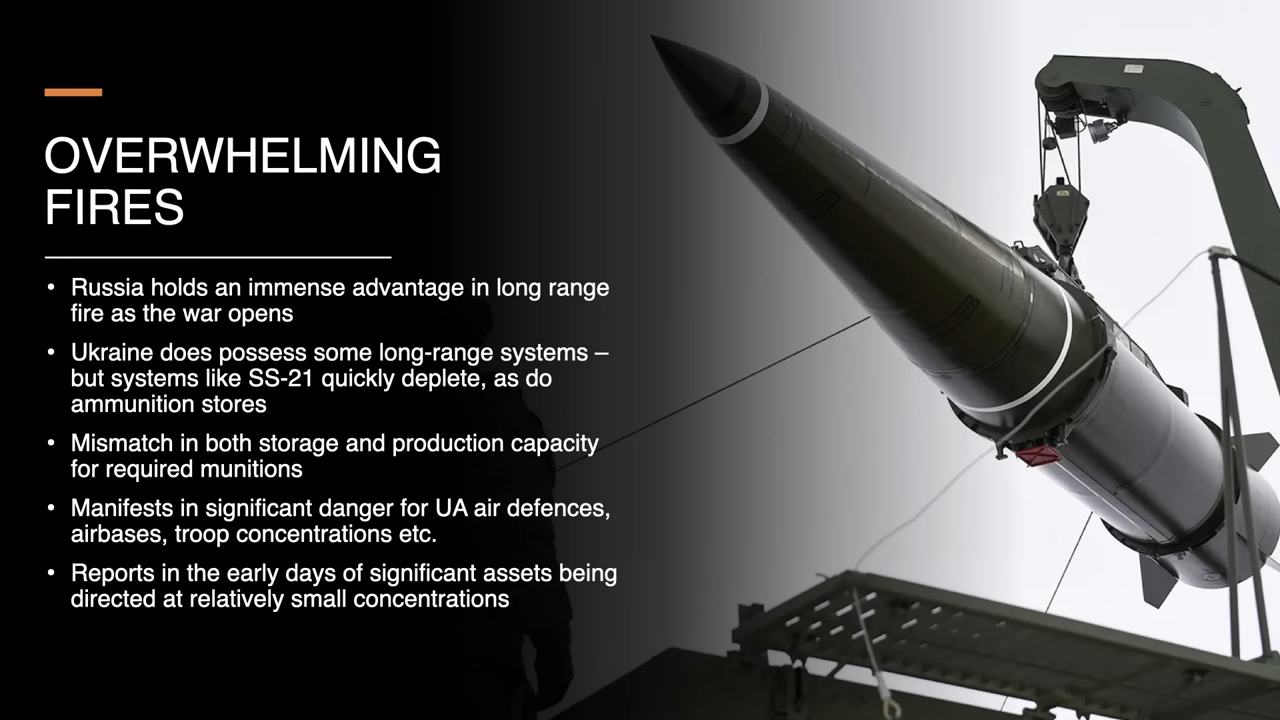 OVERWHELMING
FIRES
• Russia holds an immense advantage in long range
fire as the war opens
• Ukraine does possess some long-range systems –
but systems like SS-21 quickly deplete, as do
ammunition stores
• Mismatch in both storage and production capacity
for required munitions
• Manifests in significant danger for UA air defences,
airbases, troop concentrations etc.
• Reports in the early days of significant assets being
directed at relatively small concentrations